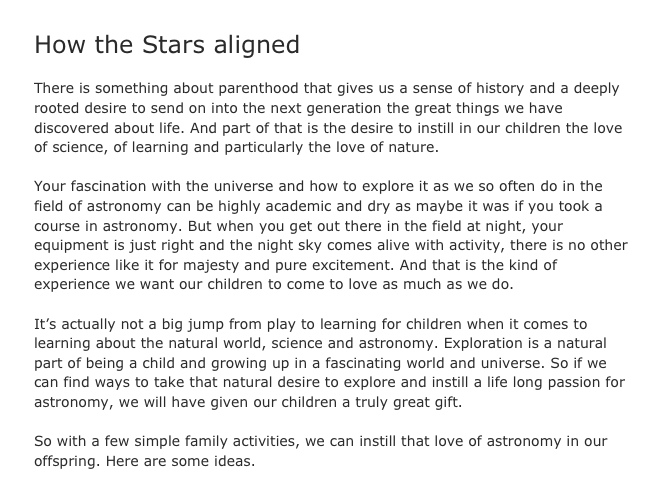 How the Stars aligned
There is something about parenthood that gives us a sense of history and a deeply
rooted desire to send on into the next generation the great things we have
discovered about life. And part of that is the desire to instill in our children the love
of science, of learning and particularly the love of nature.
Your fascination with the universe and how to explore it as we so often do in the
field of astronomy can be highly academic and dry as maybe it was if you took a
course in astronomy. But when you get out there in the field at night, your
equipment is just right and the night sky comes alive with activity, there is no other
experience like it for majesty and pure excitement. And that is the kind of
experience we want our children to come to love as much as we do.
It’s actually not a big jump from play to learning for children when it comes to
learning about the natural world, science and astronomy. Exploration is a natural
part of being a child and growing up in a fascinating world and universe. So if we
can find ways to take that natural desire to explore and instill a life long passion for
astronomy, we will have given our children a truly great gift.
So with a few simple family activities, we can instill that love of astronomy in our
offspring. Here are some ideas.